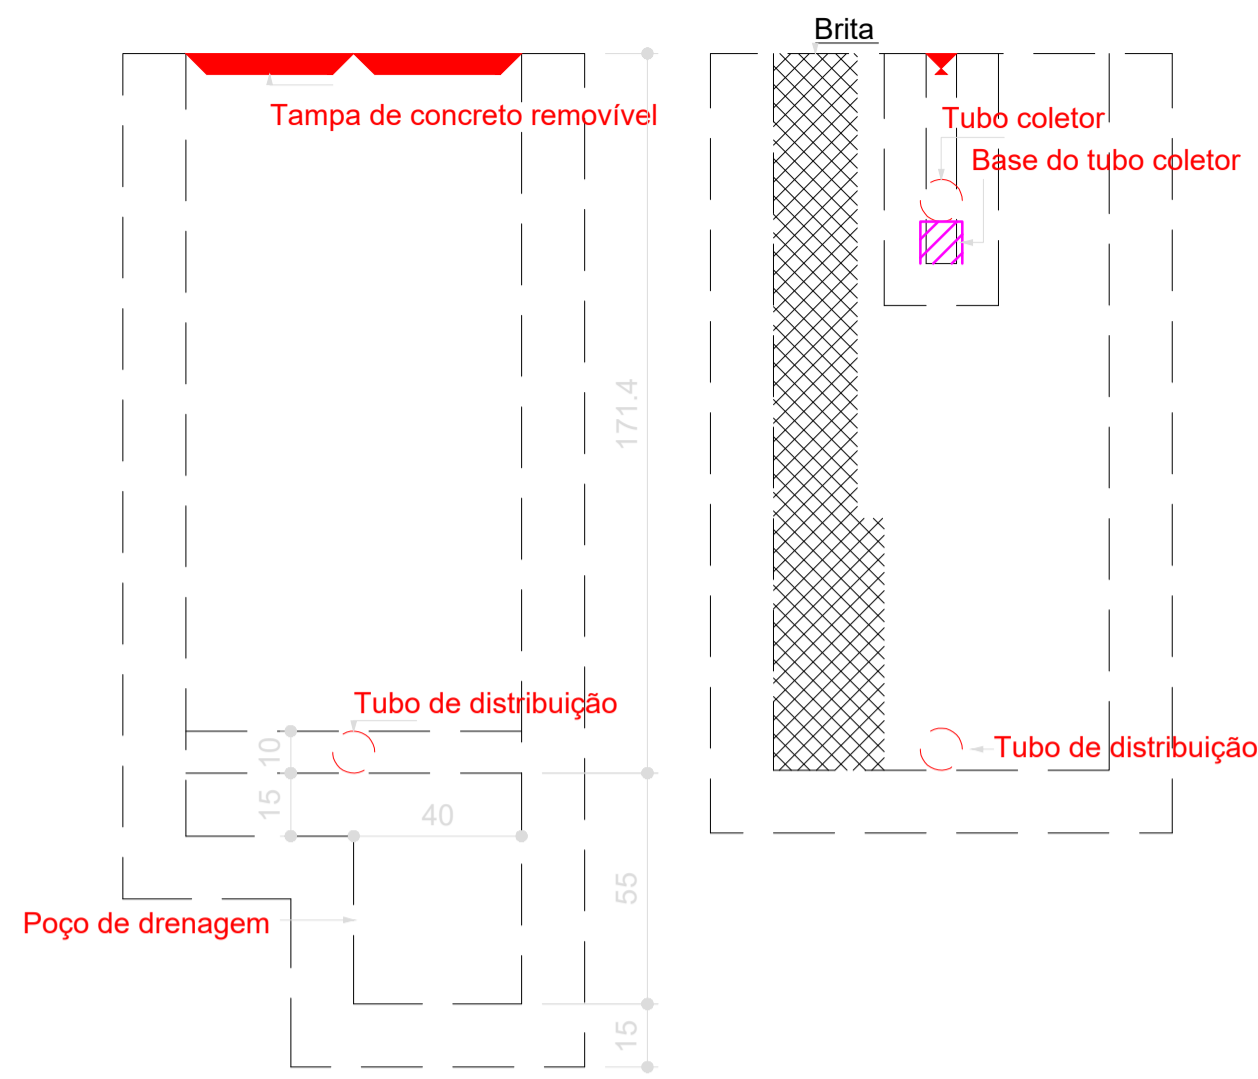 Brita
Tampa de concreto removível
Tubo coletor
Base do tubo coletor
171.4
Tubo de distribuição
10
Tubo de distribuição
15
40
55
Poço de drenagem
15